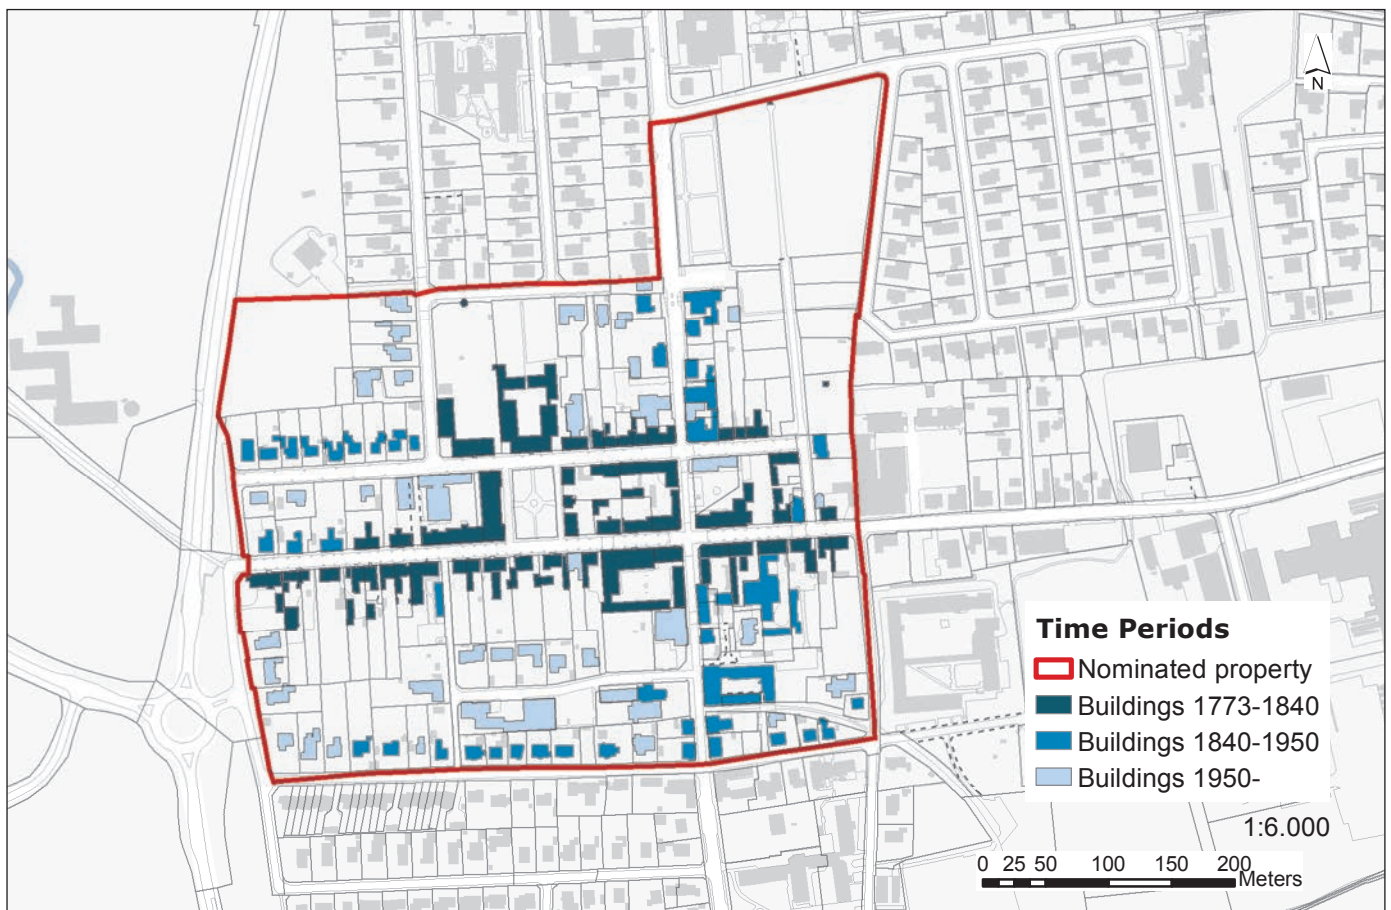 N
Time Periods
Nominated property
Buildings 1773-1840
Buildings 1840-1950
Buildings 1950-
1:6.000
0 25 50 100 150 200
Meters